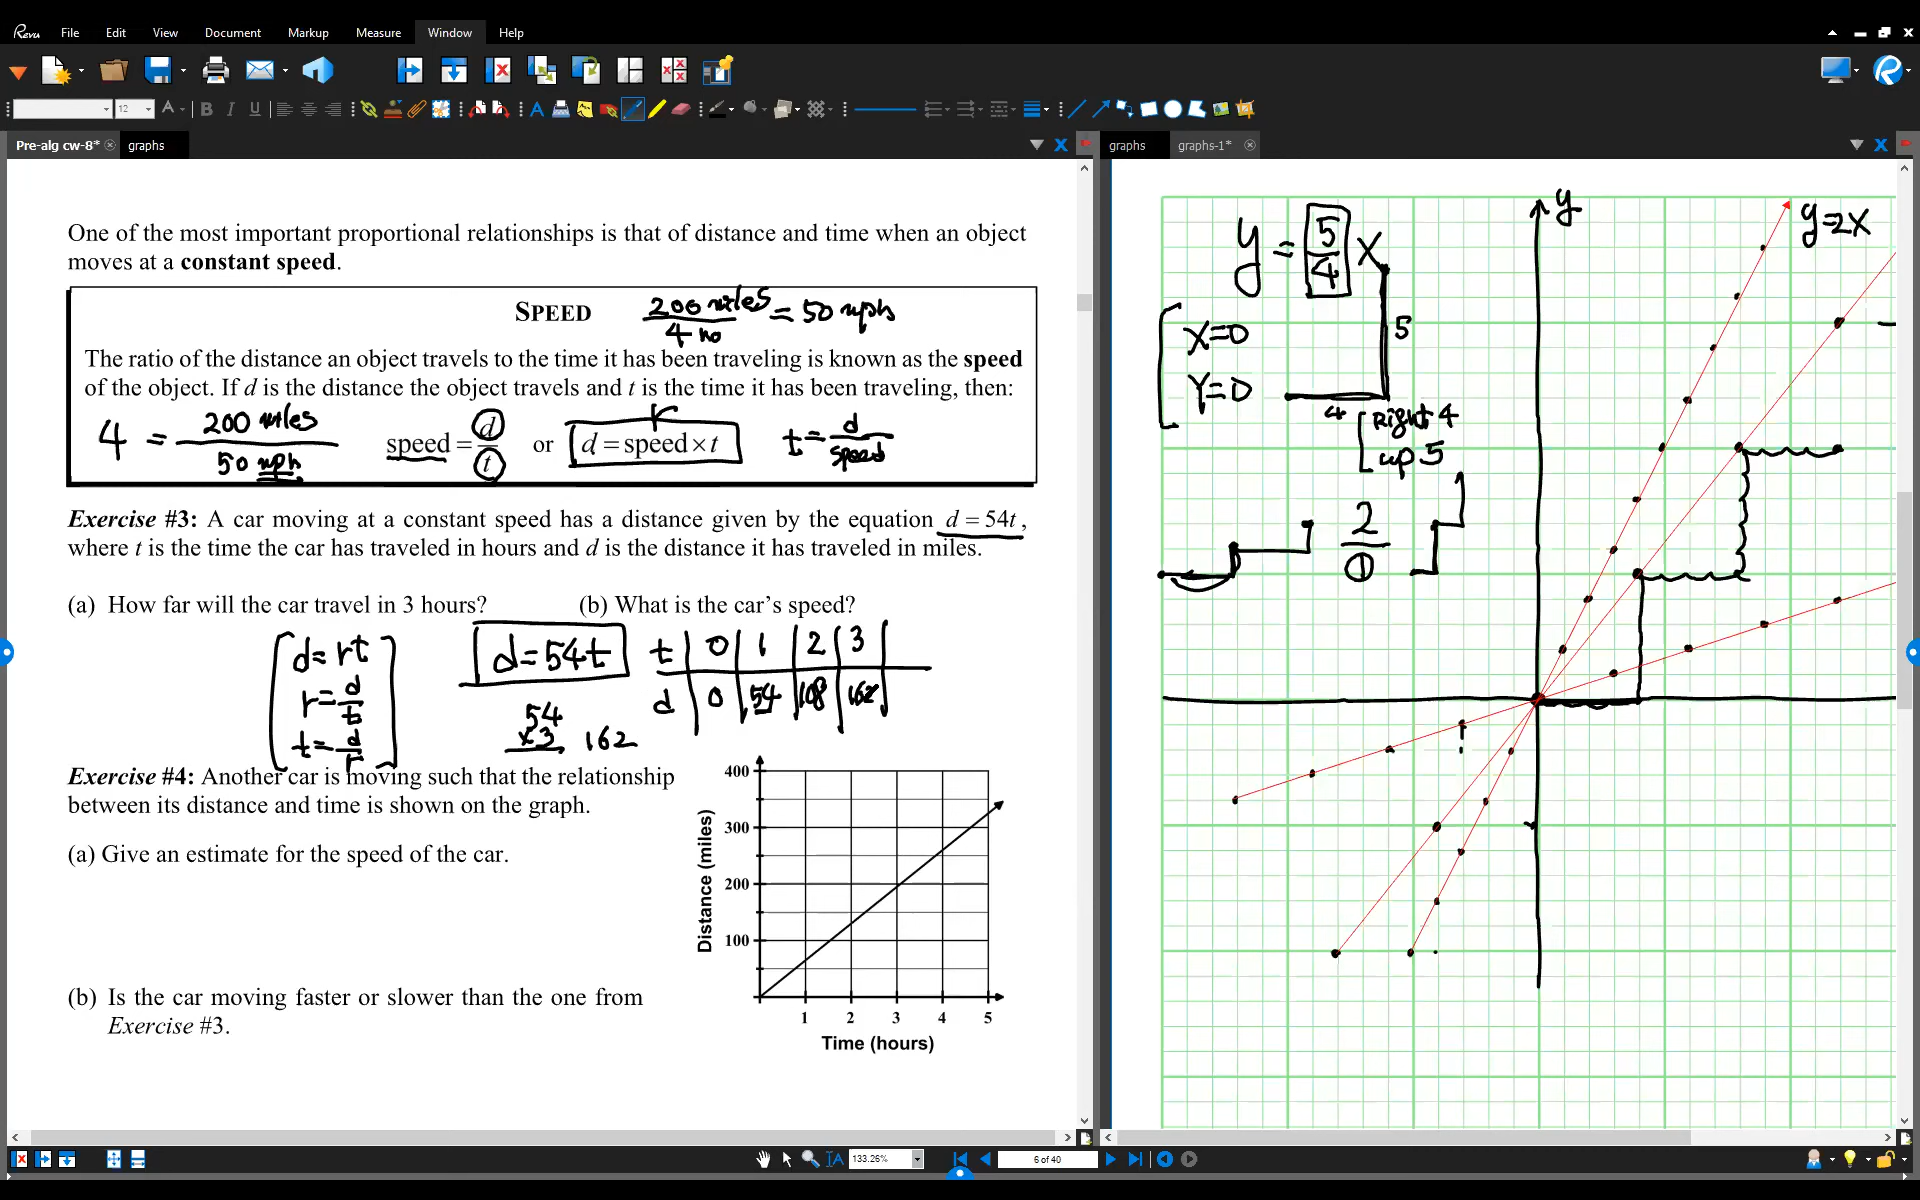 Revu File Edit View Document Markup Measure Window Help
12
Pre-alg cw-8* graphs
graphs graphs-1*
One of the most important proportional relationships is that of distance and time when an object
moves at a constant speed.
SPEED
200 miles
4 ho
= 50 mph
The ratio of the distance an object travels to the time it has been traveling is known as the speed
of the object. If d is the distance the object travels and t is the time it has been traveling, then:
4 = 200 miles / 50 mph
speed = d / t or d = speed × t
r
t = d / speed
Exercise #3: A car moving at a constant speed has a distance given by the equation d = 54t,
where t is the time the car has traveled in hours and d is the distance it has traveled in miles.
(a) How far will the car travel in 3 hours?
(b) What is the car's speed?
d = rt
r = d / t
t = d / r
d = 54t
54
x3 162
t 0 1 2 3
d 0 54 108 162
Exercise #4: Another car is moving such that the relationship
between its distance and time is shown on the graph.
(a) Give an estimate for the speed of the car.
(b) Is the car moving faster or slower than the one from
Exercise #3.
Distance (miles)
400
300
200
100
1 2 3 4 5
Time (hours)
y = 5/4 x
x=0
Y=0
5
4
Right 4
up 5
2
1
y
y=2x
133.26%
6 of 40